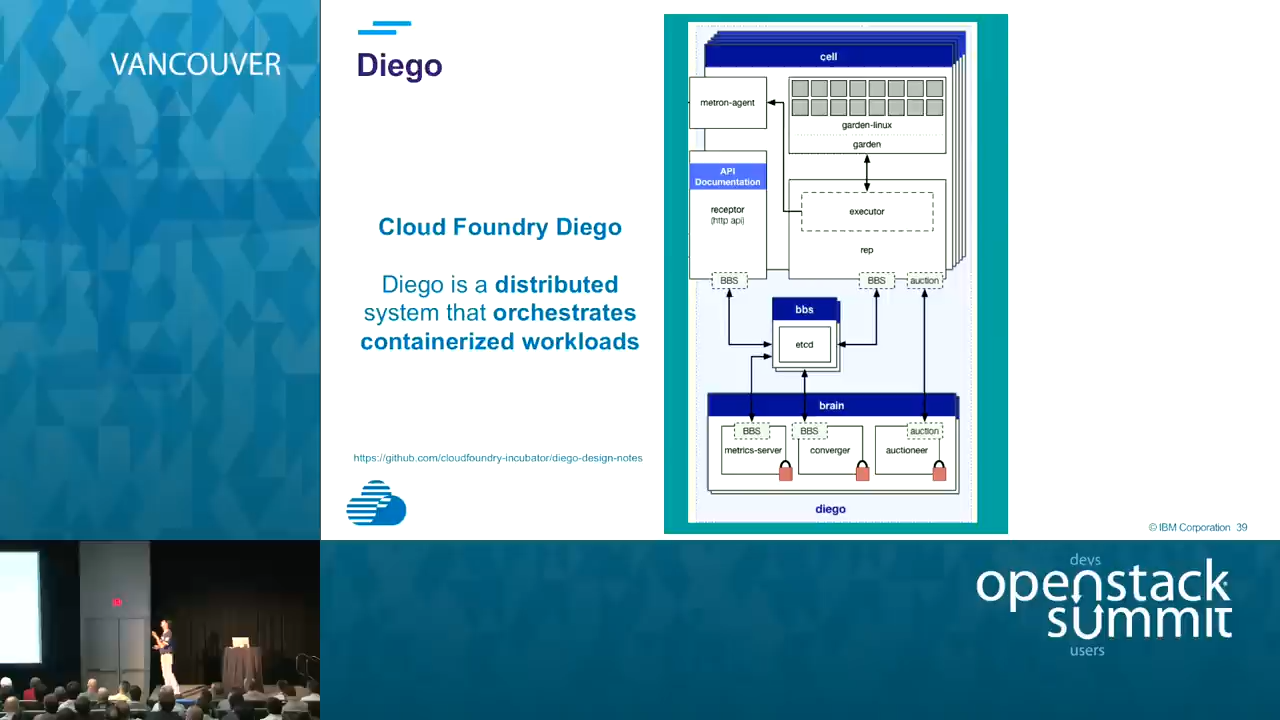 VANCOUVER
Diego
Cloud Foundry Diego
Diego is a distributed
system that orchestrates
containerized workloads
https://github.com/cloudfoundry-incubator/diego-design-notes
cell
metron-agent
garden-linux
garden
API
Documentation
receptor
(http api)
executor
rep
BBS
BBS
auction
bbs
etcd
brain
BBS
BBS
auction
metrics-server
converger
auctioneer
diego
© IBM Corporation 39
devs
openstack
summit
users